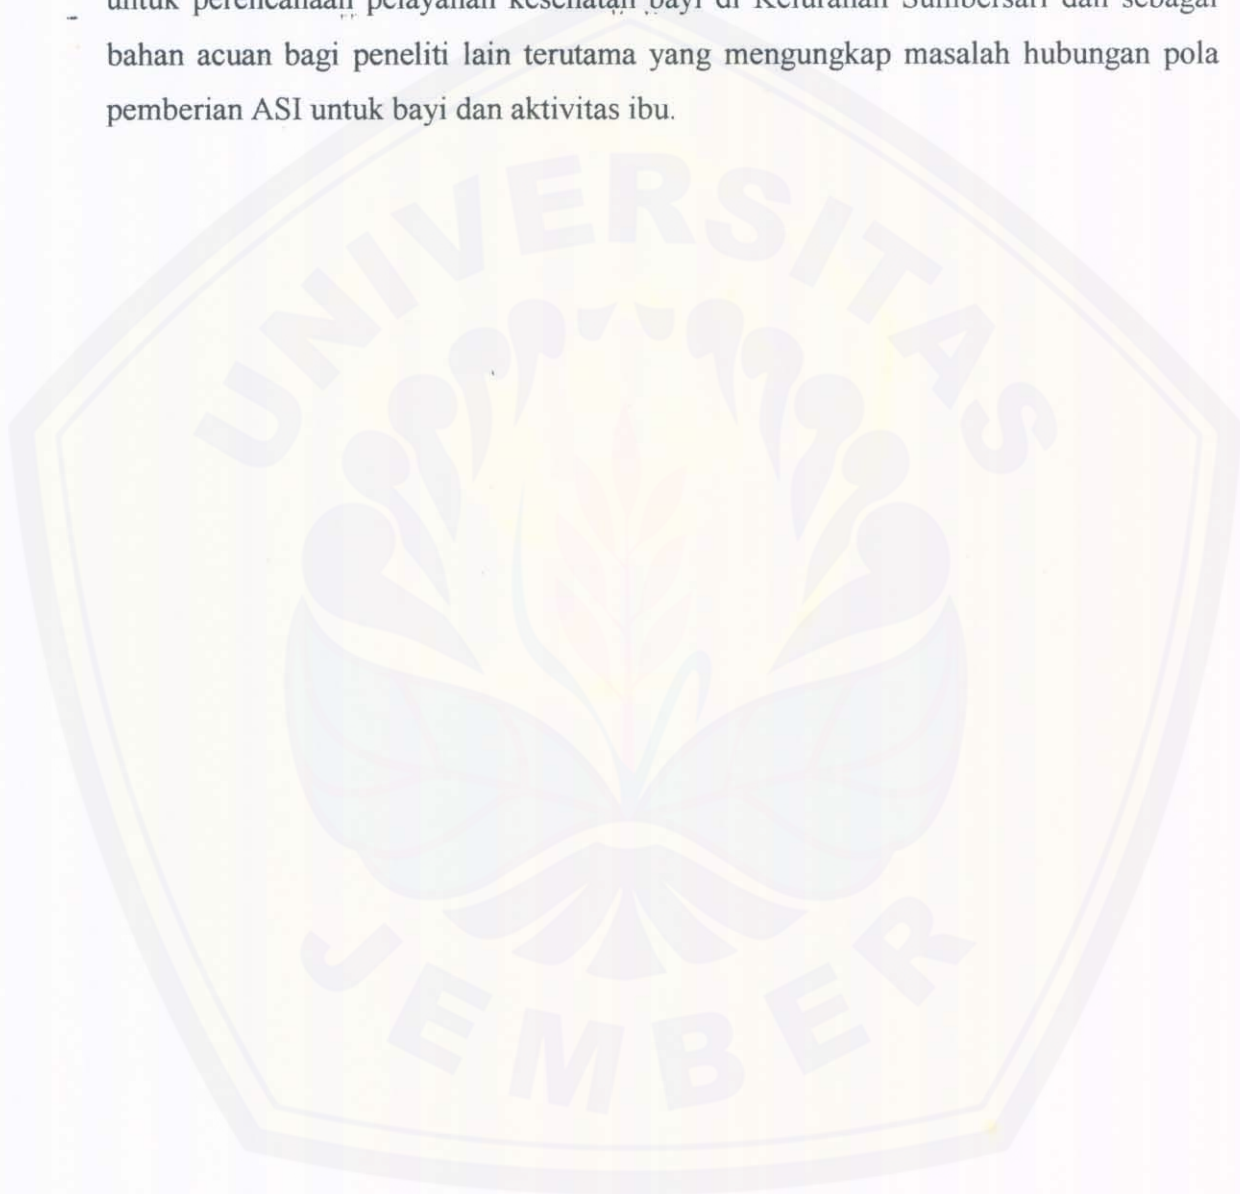 untuk perencanaan pelayanan kesehatan bayi di Kelurahan Sumbersari dan sebagai
bahan acuan bagi peneliti lain terutama yang mengungkap masalah hubungan pola
pemberian ASI untuk bayi dan aktivitas ibu.
UNIVERSITAS
JEMBER